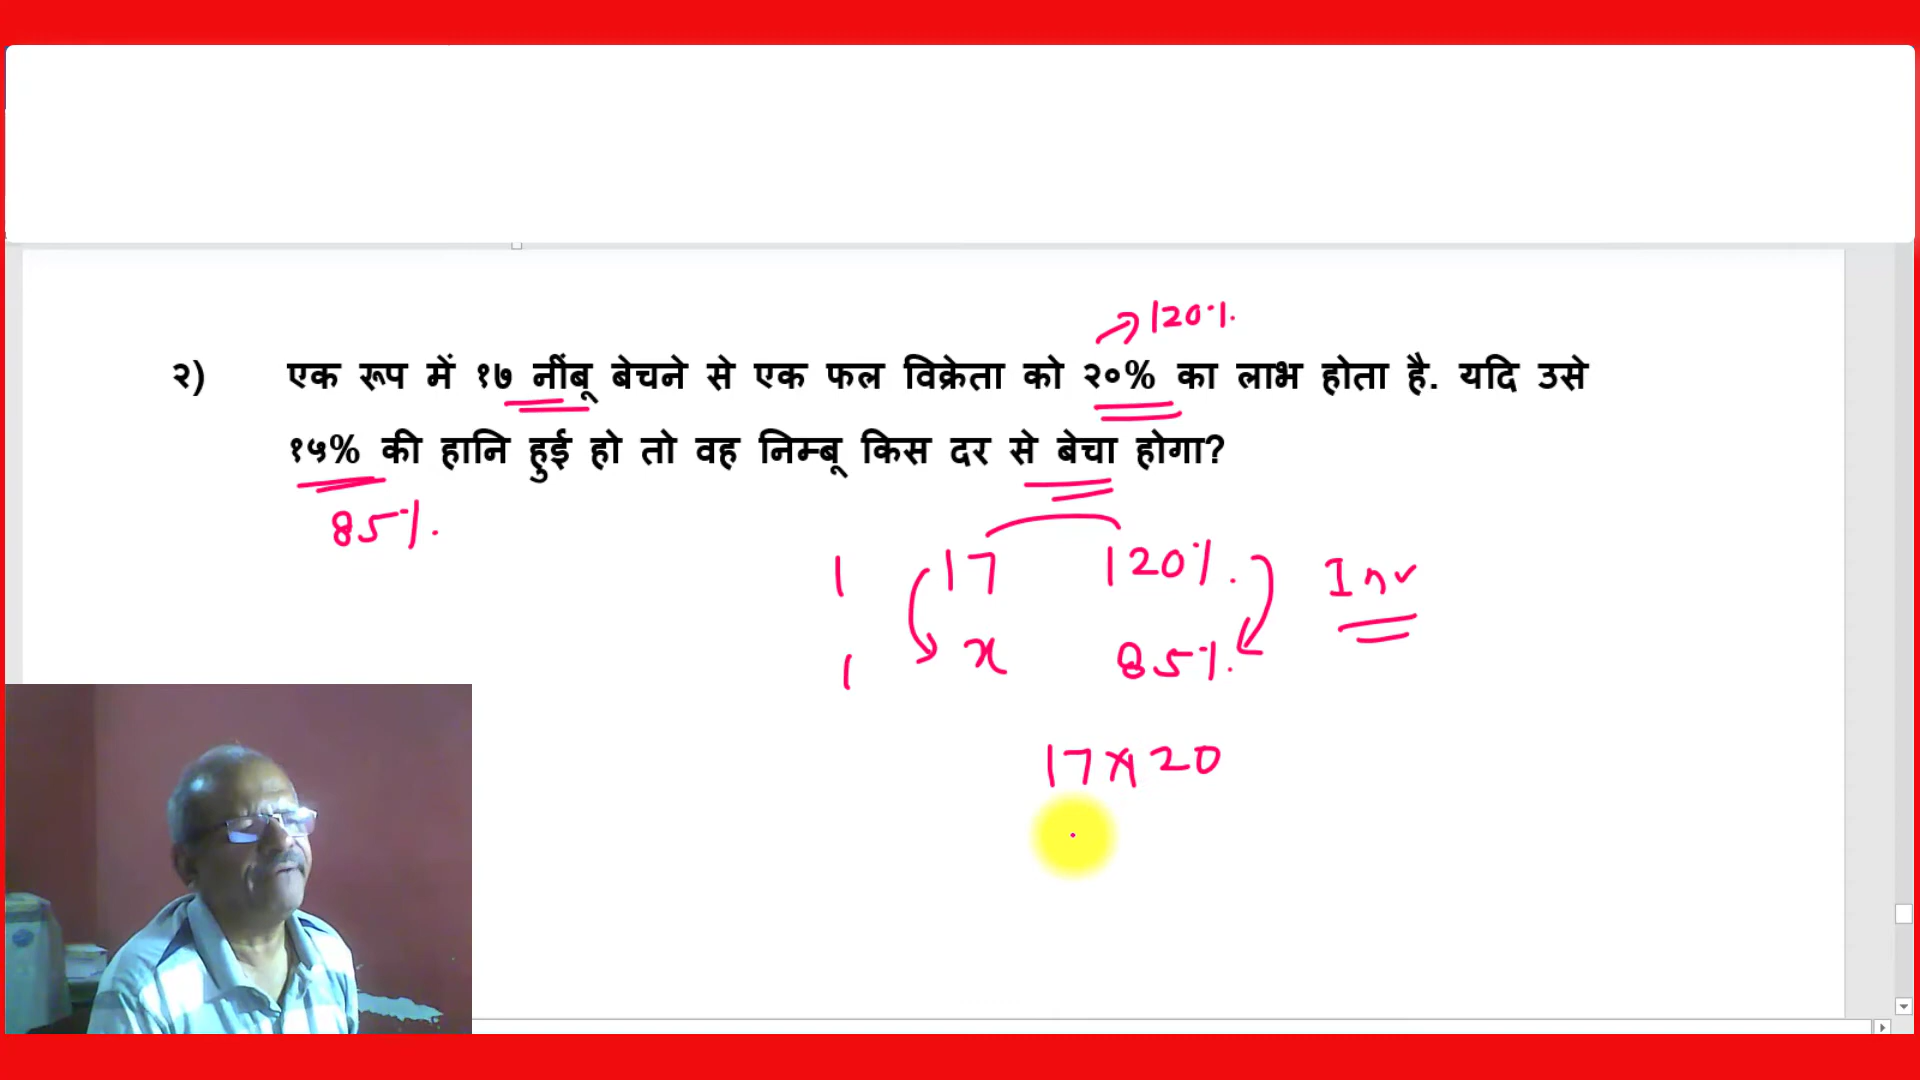 120%.
२) एक रूप में १७ नींबू बेचने से एक फल विक्रेता को २०% का लाभ होता है. यदि उसे
१५% की हानि हुई हो तो वह निम्बू किस दर से बेचा होगा?
85%.
1 17 120%. Inv
1 x 85%.
17x120